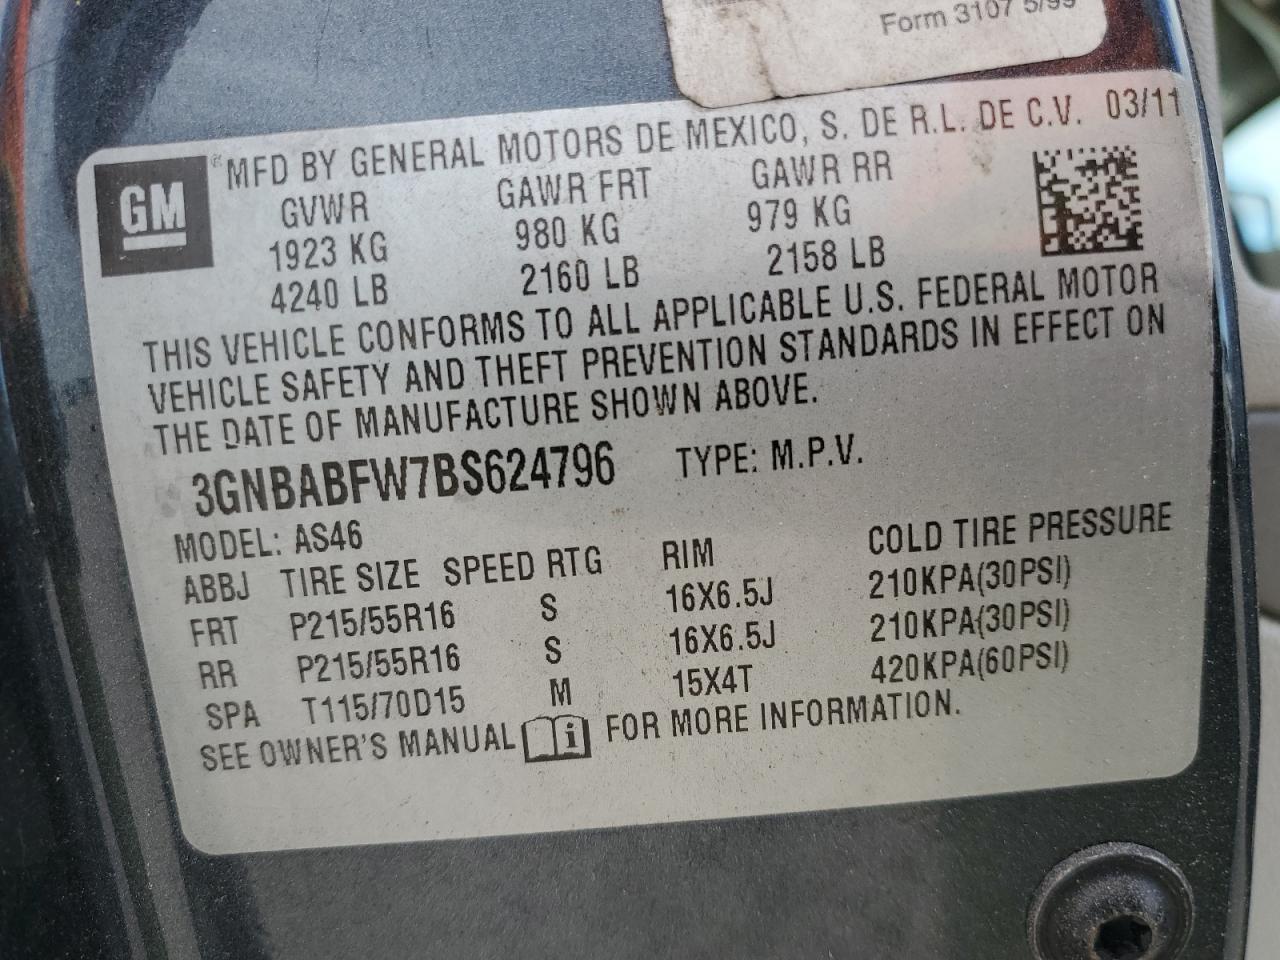 Form 3107 5/99
GM
MFD BY GENERAL MOTORS DE MEXICO, S. DE R.L. DE C.V. 03/11
GVWR GAWR FRT GAWR RR
1923 KG 980 KG 979 KG
4240 LB 2160 LB 2158 LB
THIS VEHICLE CONFORMS TO ALL APPLICABLE U.S. FEDERAL MOTOR
VEHICLE SAFETY AND THEFT PREVENTION STANDARDS IN EFFECT ON
THE DATE OF MANUFACTURE SHOWN ABOVE.
3GNBABFW7BS624796 TYPE: M.P.V.
MODEL: AS46
ABBJ TIRE SIZE SPEED RTG RIM COLD TIRE PRESSURE
FRT P215/55R16 S 16X6.5J 210KPA(30PSI)
RR P215/55R16 S 16X6.5J 210KPA(30PSI)
SPA T115/70D15 M 15X4T 420KPA(60PSI)
SEE OWNER'S MANUAL i FOR MORE INFORMATION.